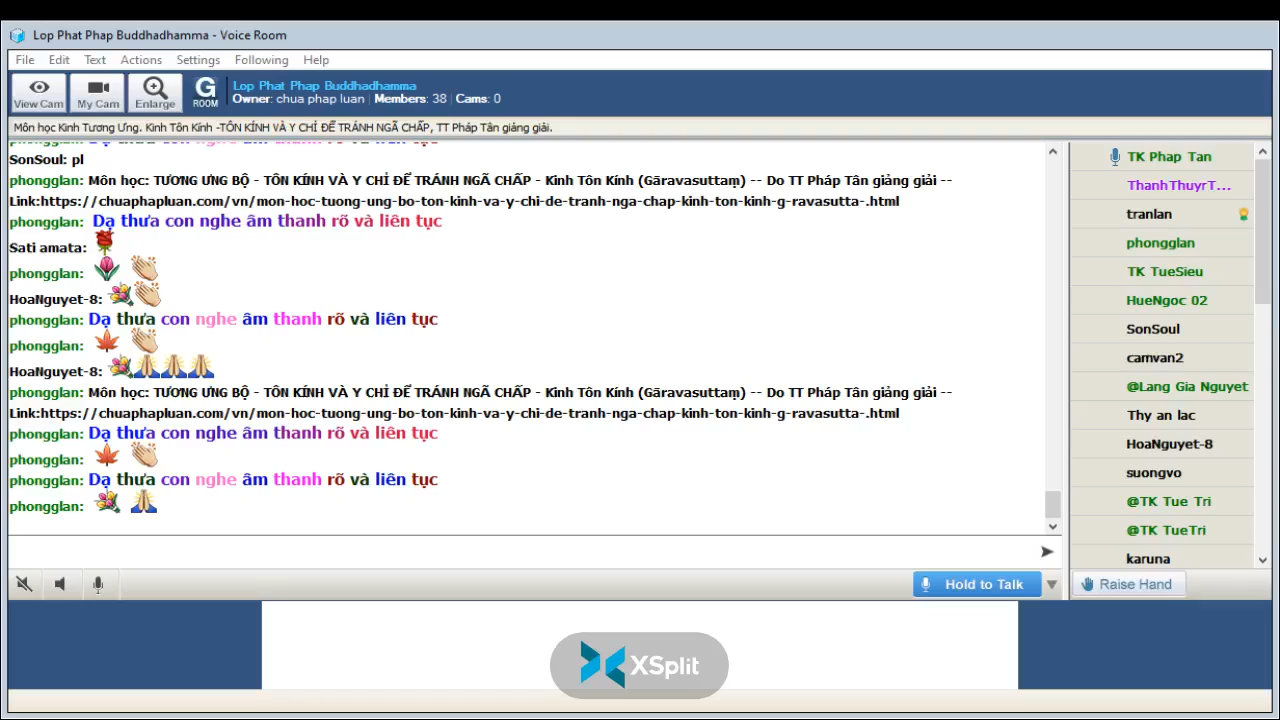 Lop Phat Phap Buddhadhamma - Voice Room
File Edit Text Actions Settings Following Help
View Cam My Cam Enlarge G ROOM
Lop Phat Phap Buddhadhamma
Owner: chua phap luan | Members: 38 | Cams: 0
Môn học Kinh Tương Ưng. Kinh Tôn Kính -TÔN KÍNH VÀ Y CHỈ ĐỂ TRÁNH NGÃ CHẤP, TT Pháp Tân giảng giải.
SonSoul: pl
phongglan: Môn học: TƯƠNG ƯNG BỘ - TÔN KÍNH VÀ Y CHỈ ĐỂ TRÁNH NGÃ CHẤP - Kinh Tôn Kính (Gāravasuttaṃ) -- Do TT Pháp Tân giảng giải --
Link:https://chuaphapluan.com/vn/mon-hoc-tuong-ung-bo-ton-kinh-va-y-chi-de-tranh-nga-chap-kinh-ton-kinh-g-ravasutta-.html
phongglan: Dạ thưa con nghe âm thanh rõ và liên tục
Sati amata:
phongglan:
HoaNguyet-8:
phongglan: Dạ thưa con nghe âm thanh rõ và liên tục
phongglan:
HoaNguyet-8:
phongglan: Môn học: TƯƠNG ƯNG BỘ - TÔN KÍNH VÀ Y CHỈ ĐỂ TRÁNH NGÃ CHẤP - Kinh Tôn Kính (Gāravasuttaṃ) -- Do TT Pháp Tân giảng giải --
Link:https://chuaphapluan.com/vn/mon-hoc-tuong-ung-bo-ton-kinh-va-y-chi-de-tranh-nga-chap-kinh-ton-kinh-g-ravasutta-.html
phongglan: Dạ thưa con nghe âm thanh rõ và liên tục
phongglan:
phongglan: Dạ thưa con nghe âm thanh rõ và liên tục
phongglan:
TK Phap Tan
ThanhThuyrT...
tranlan
phongglan
TK TueSieu
HueNgoc 02
SonSoul
camvan2
@Lang Gia Nguyet
Thy an lac
HoaNguyet-8
suongvo
@TK Tue Tri
@TK TueTri
karuna
Hold to Talk
Raise Hand
XSplit